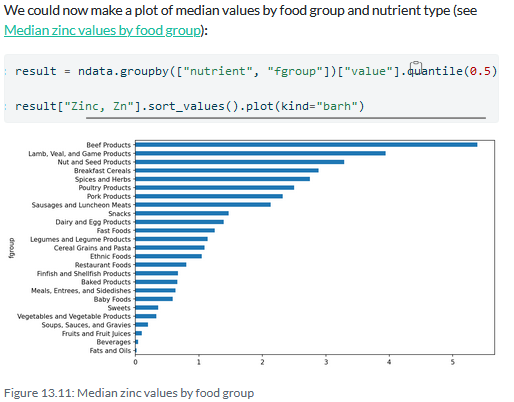 We could now make a plot of median values by food group and nutrient type (see
Median zinc values by food group):
result = ndata.groupby(["nutrient", "fgroup"])["value"].quantile(0.5)
result["Zinc, Zn"].sort_values().plot(kind="barh")
Beef Products
Lamb, Veal, and Game Products
Nut and Seed Products
Breakfast Cereals
Spices and Herbs
Poultry Products
Pork Products
Sausages and Luncheon Meats
Snacks
Dairy and Egg Products
Fast Foods
Legumes and Legume Products
Cereal Grains and Pasta
Ethnic Foods
Restaurant Foods
Finfish and Shellfish Products
Baked Products
Meals, Entrees, and Sidedishes
Baby Foods
Sweets
Vegetables and Vegetable Products
Soups, Sauces, and Gravies
Fruits and Fruit Juices
Beverages
Fats and Oils
fgroup
0 1 2 3 4 5
Figure 13.11: Median zinc values by food group